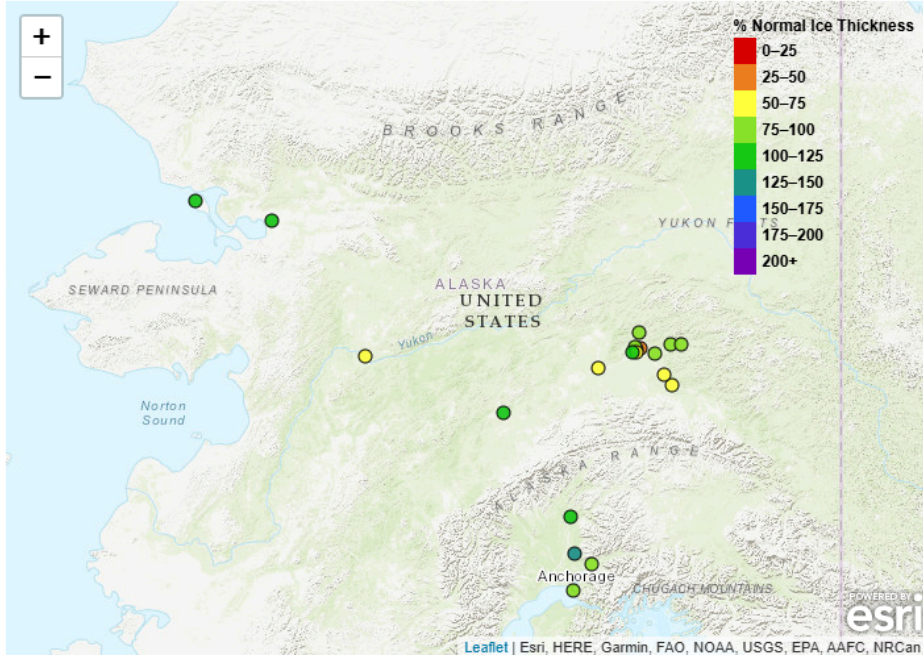 +
−
% Normal Ice Thickness
0–25
25–50
50–75
75–100
100–125
125–150
150–175
175–200
200+
BROOKS RANGE
YUKON F TS
SEWARD PENINSULA
ALASKA
UNITED
STATES
Yukon
Norton
Sound
ALASKA RANGE
Anchorage
CHUGACH MOUNTAINS
POWERED BY
esri
Leaflet | Esri, HERE, Garmin, FAO, NOAA, USGS, EPA, AAFC, NRCan